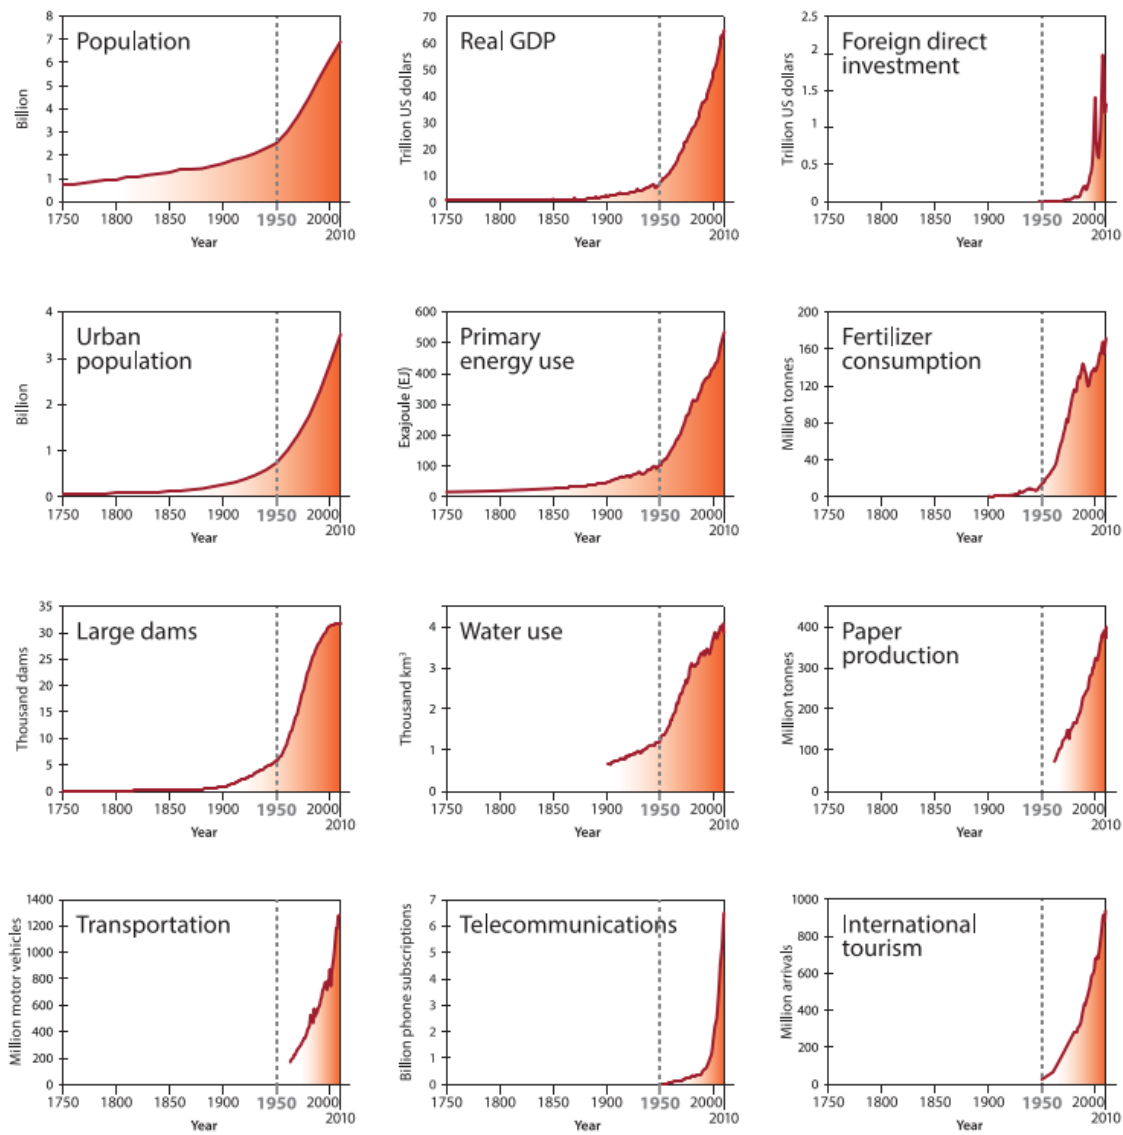 Population
Billion
8
7
6
5
4
3
2
1
0
1750 1800 1850 1900 1950 2000
2010
Year
Real GDP
Trillion US dollars
70
60
50
40
30
20
10
0
1750 1800 1850 1900 1950 2000
2010
Year
Foreign direct
investment
Trillion US dollars
2.5
2
1.5
1
0.5
0
1750 1800 1850 1900 1950 2000
2010
Year
Urban
population
Billion
4
3
2
1
0
1750 1800 1850 1900 1950 2000
2010
Year
Primary
energy use
Exajoule (EJ)
600
500
400
300
200
100
0
1750 1800 1850 1900 1950 2000
2010
Year
Fertilizer
consumption
Million tonnes
200
160
120
80
40
0
1750 1800 1850 1900 1950 2000
2010
Year
Large dams
Thousand dams
35
30
25
20
15
10
5
0
1750 1800 1850 1900 1950 2000
2010
Year
Water use
Thousand km³
4
3
2
1
0
1750 1800 1850 1900 1950 2000
2010
Year
Paper
production
Million tonnes
400
300
200
100
0
1750 1800 1850 1900 1950 2000
2010
Year
Transportation
Million motor vehicles
1400
1200
1000
800
600
400
200
0
1750 1800 1850 1900 1950 2000
2010
Year
Telecommunications
Billion phone subscriptions
7
6
5
4
3
2
1
0
1750 1800 1850 1900 1950 2000
2010
Year
International
tourism
Million arrivals
1000
800
600
400
200
0
1750 1800 1850 1900 1950 2000
2010
Year